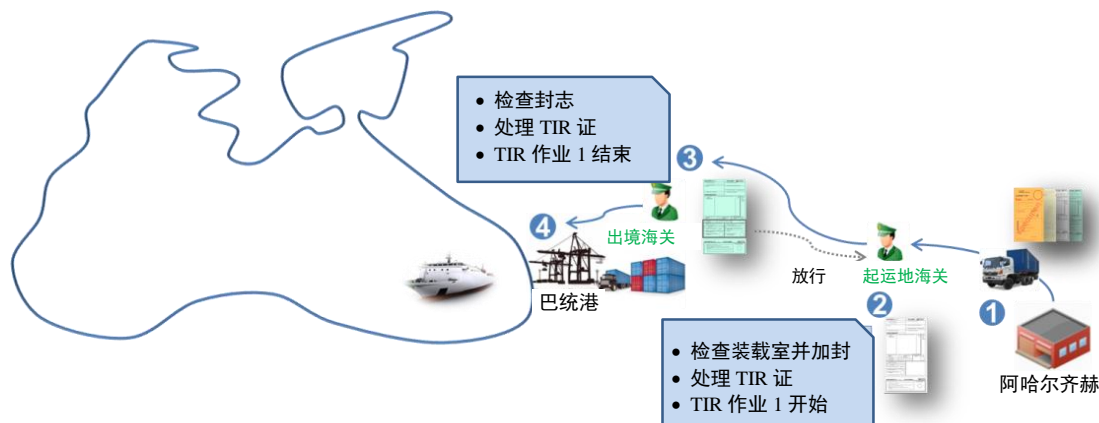 • 检查封志
• 处理 TIR 证
• TIR 作业 1 结束
3
4
出境海关
巴统港
放行
起运地海关
2
1
• 检查装载室并加封
• 处理 TIR 证
• TIR 作业 1 开始
阿哈尔齐赫